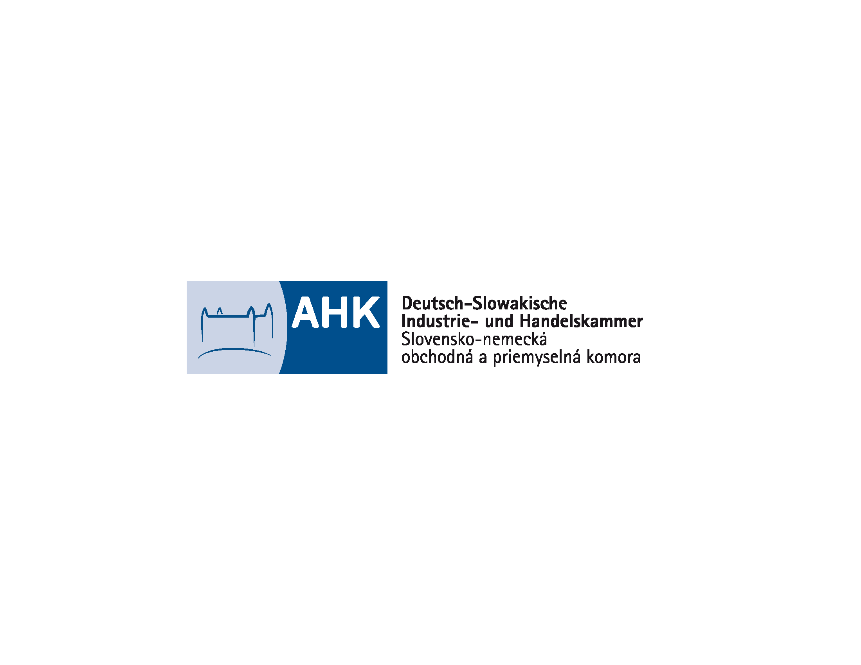 AHK
Deutsch-Slowakische
Industrie- und Handelskammer
Slovensko-nemecká
obchodná a priemyselná komora